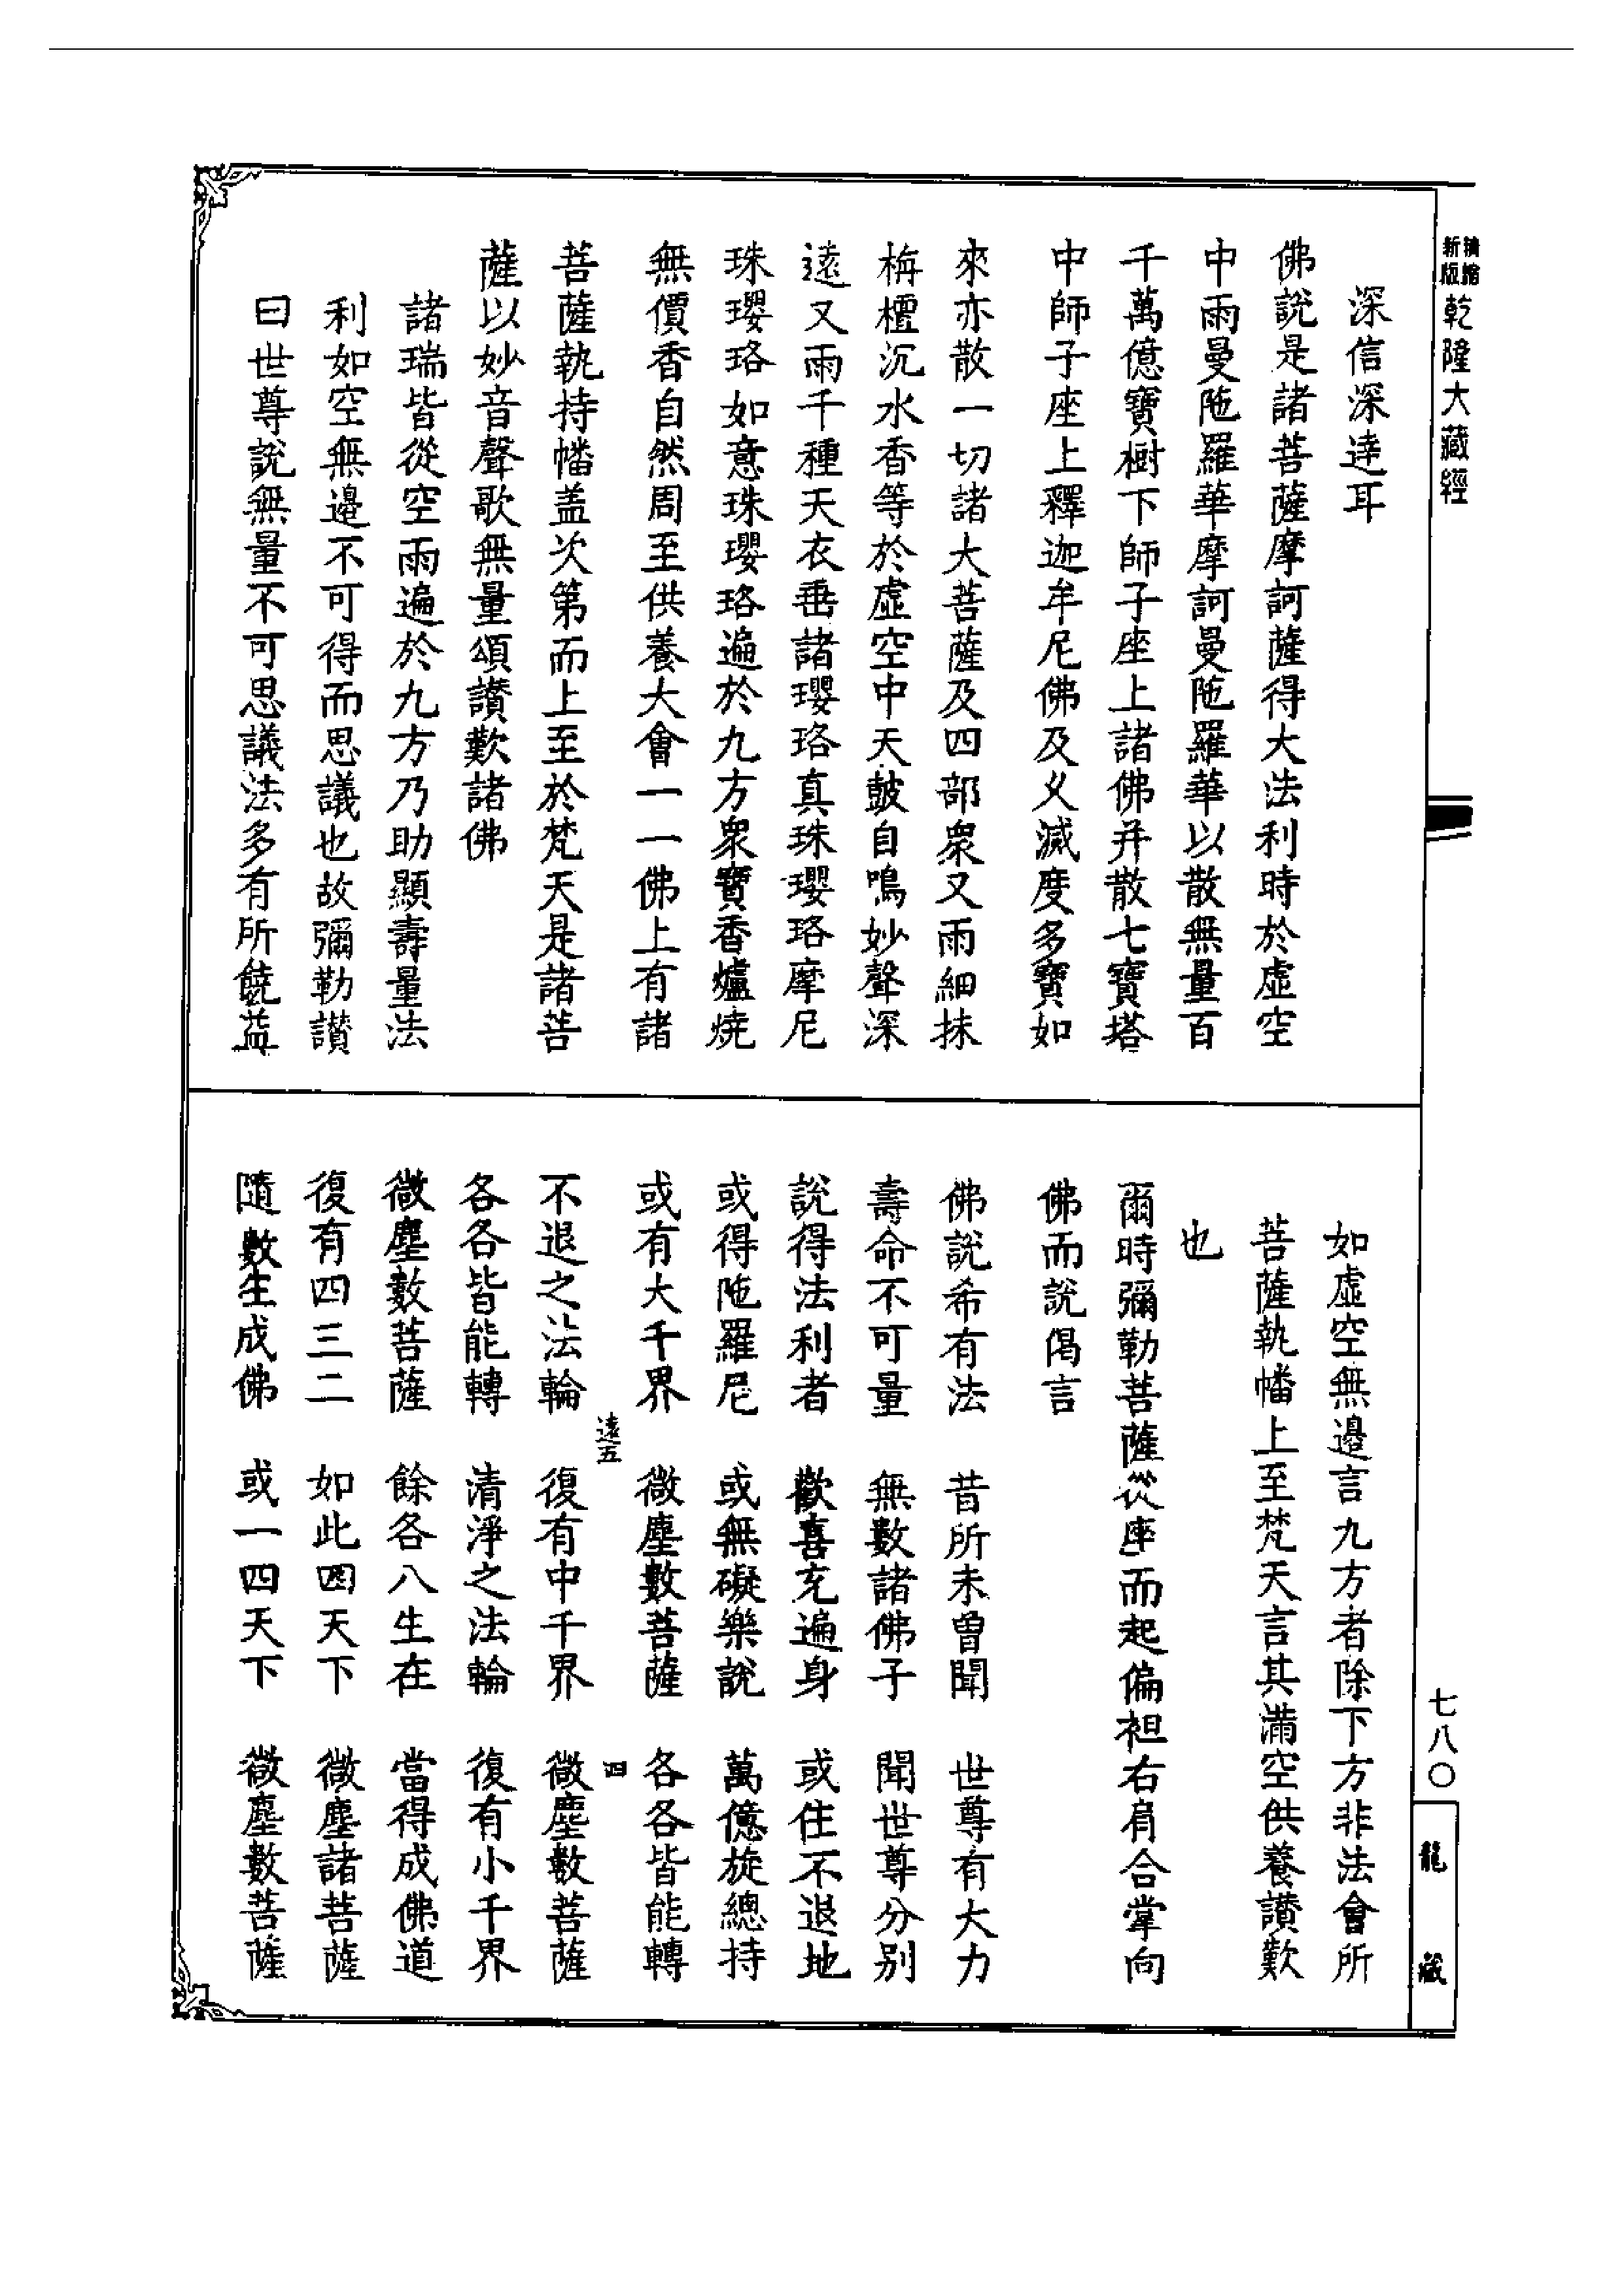 新版精縮乾隆大藏經
深信深達耳
佛說是諸菩薩摩訶薩得大法利時於虛空
中雨曼陁羅華摩訶曼陁羅華以散無量百
千萬億寶樹下師子座上諸佛并散七寶塔
中師子座上釋迦牟尼佛及乆滅度多寶如
來亦散一切諸大菩薩及四部衆又雨細抹
栴檀沉水香等於虛空中天皷自鳴妙聲深
遠又雨千種天衣垂諸瓔珞真珠瓔珞摩尼
珠瓔珞如意珠瓔珞遍於九方衆寶香爐燒
無價香自然周至供養大會一一佛上有諸
菩薩執持幡盖次第而上至於梵天是諸菩
薩以妙音聲歌無量頌讃歎諸佛
諸瑞皆從空雨遍於九方乃助顯壽量法
利如空無邊不可得而思議也故彌勒讃
曰世尊說無量不可思議法多有所饒益
如虛空無邊言九方者除下方非法會所
菩薩執幡上至梵天言其滿空供養讃歎
也
爾時彌勒菩薩從座而起偏袒右肩合掌向
佛而說偈言
佛說希有法　昔所未曾聞　世尊有大力
壽命不可量　無數諸佛子　聞世尊分别
說得法利者　歡喜充遍身　或住不退地
或得陁羅尼　或無礙樂說　萬億旋總持
或有大千界　微塵數菩薩　各各皆能轉
遠五　四
不退之法輪　復有中千界　微塵數菩薩
各各皆能轉　清淨之法輪　復有小千界
微塵數菩薩　餘各八生在　當得成佛道
復有四三二　如此四天下　微塵諸菩薩
隨數生成佛　或一四天下　微塵數菩薩
七八〇
龍藏